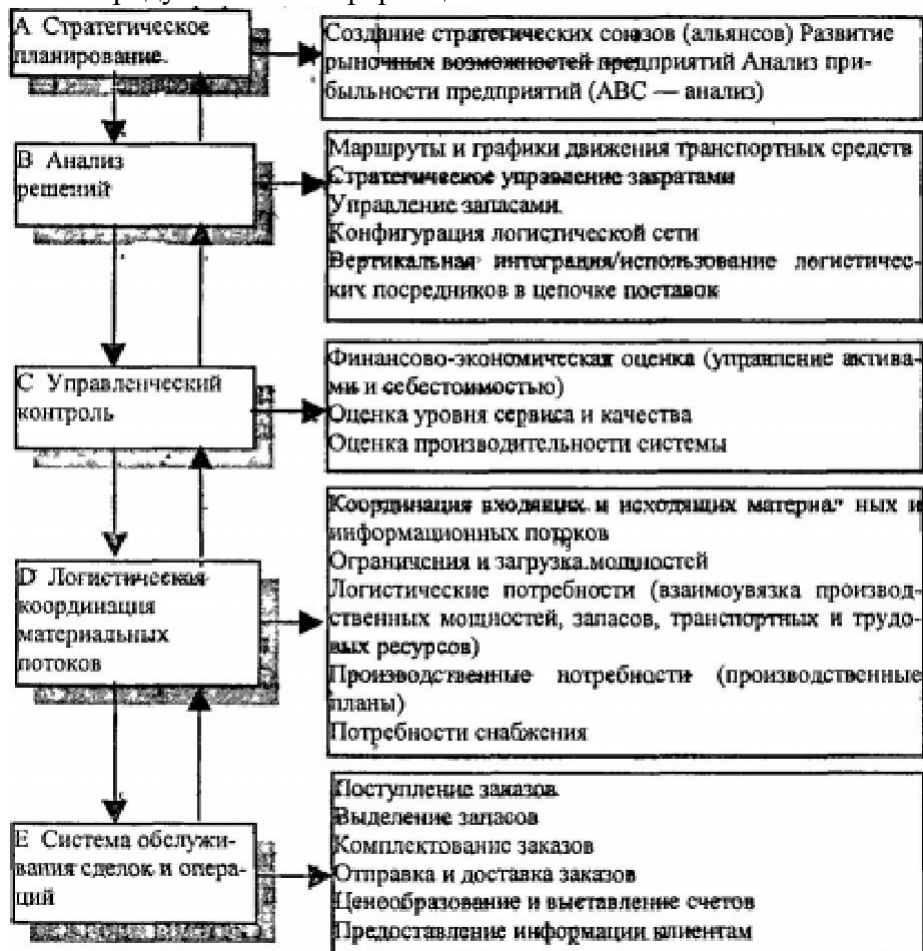 А Стратегическое
планирование.
Создание стратегических союзов (альянсов) Развитие
рыночных возможностей предприятий Анализ при-
быльности предприятий (АВС — анализ)
В Анализ
решений
Маршруты и графики движения транспортных средств
Стратегическое управление затратами
Управление запасами.
Конфигурация логистической сети
Вертикальная интеграция/использование логистичес-
ких посредников в цепочке поставок
С Управленческий
контроль
Финансово-экономическая оценка (управление актива-
ми и себестоимостью)
Оценка уровня сервиса и качества
Оценка производительности системы
D Логистическая
координация
материальных
потоков
Координация входящих и исходящих материал ных и
информационных потоков
Ограничения и загрузка мощностей
Логистические потребности (взаимоувязка производ-
ственных мощностей, запасов, транспортных и трудо-
вых ресурсов)
Производственные потребности (производственные
планы)
Потребности снабжения
Е Система обслужи-
вания сделок и опера-
ций
Поступление заказов
Выделение запасов
Комплектование заказов
Отправка и доставка заказов
Ценообразование и выставление счетов
Предоставление информации клиентам